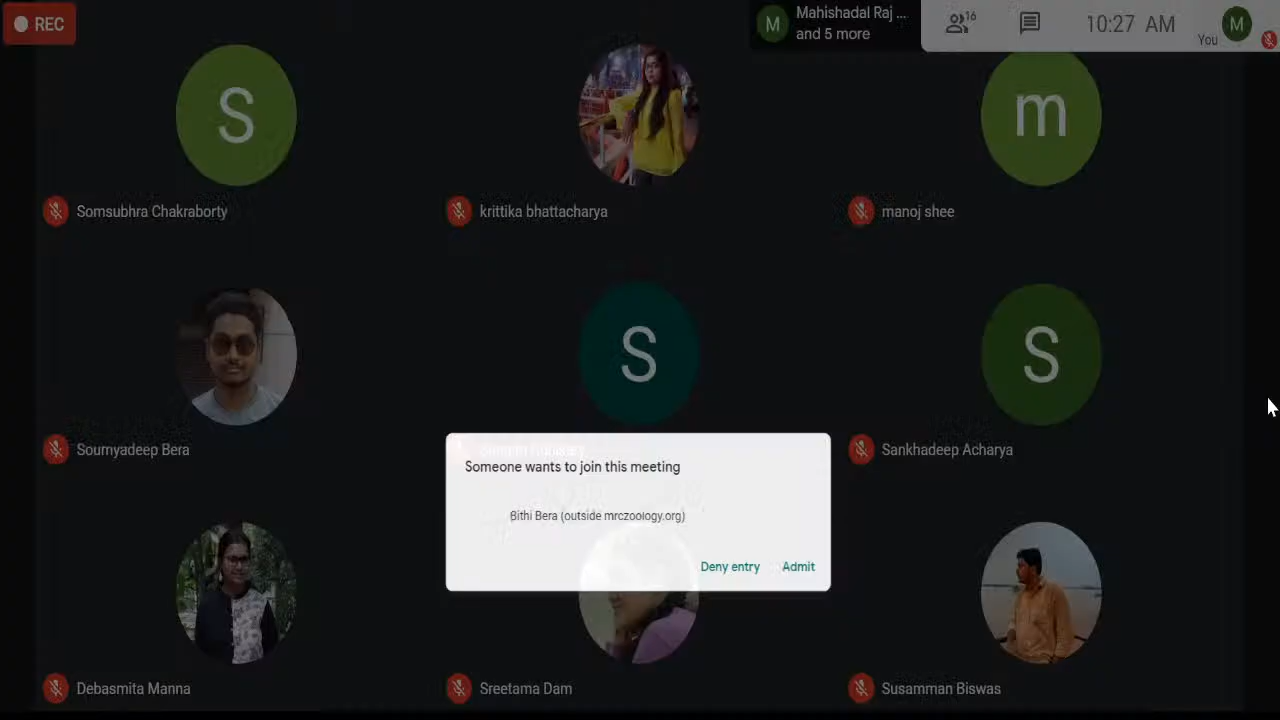 REC
Mahishadal Raj ...
and 5 more
16
10:27 AM
You
M
M
S
m
Somsubhra Chakraborty
krittika bhattacharya
manoj shee
S
S
Soumyadeep Bera
Sankhadeep Acharya
Someone wants to join this meeting
Bithi Bera (outside mrczoology.org)
Deny entry
Admit
Debasmita Manna
Sreetama Dam
Susamman Biswas